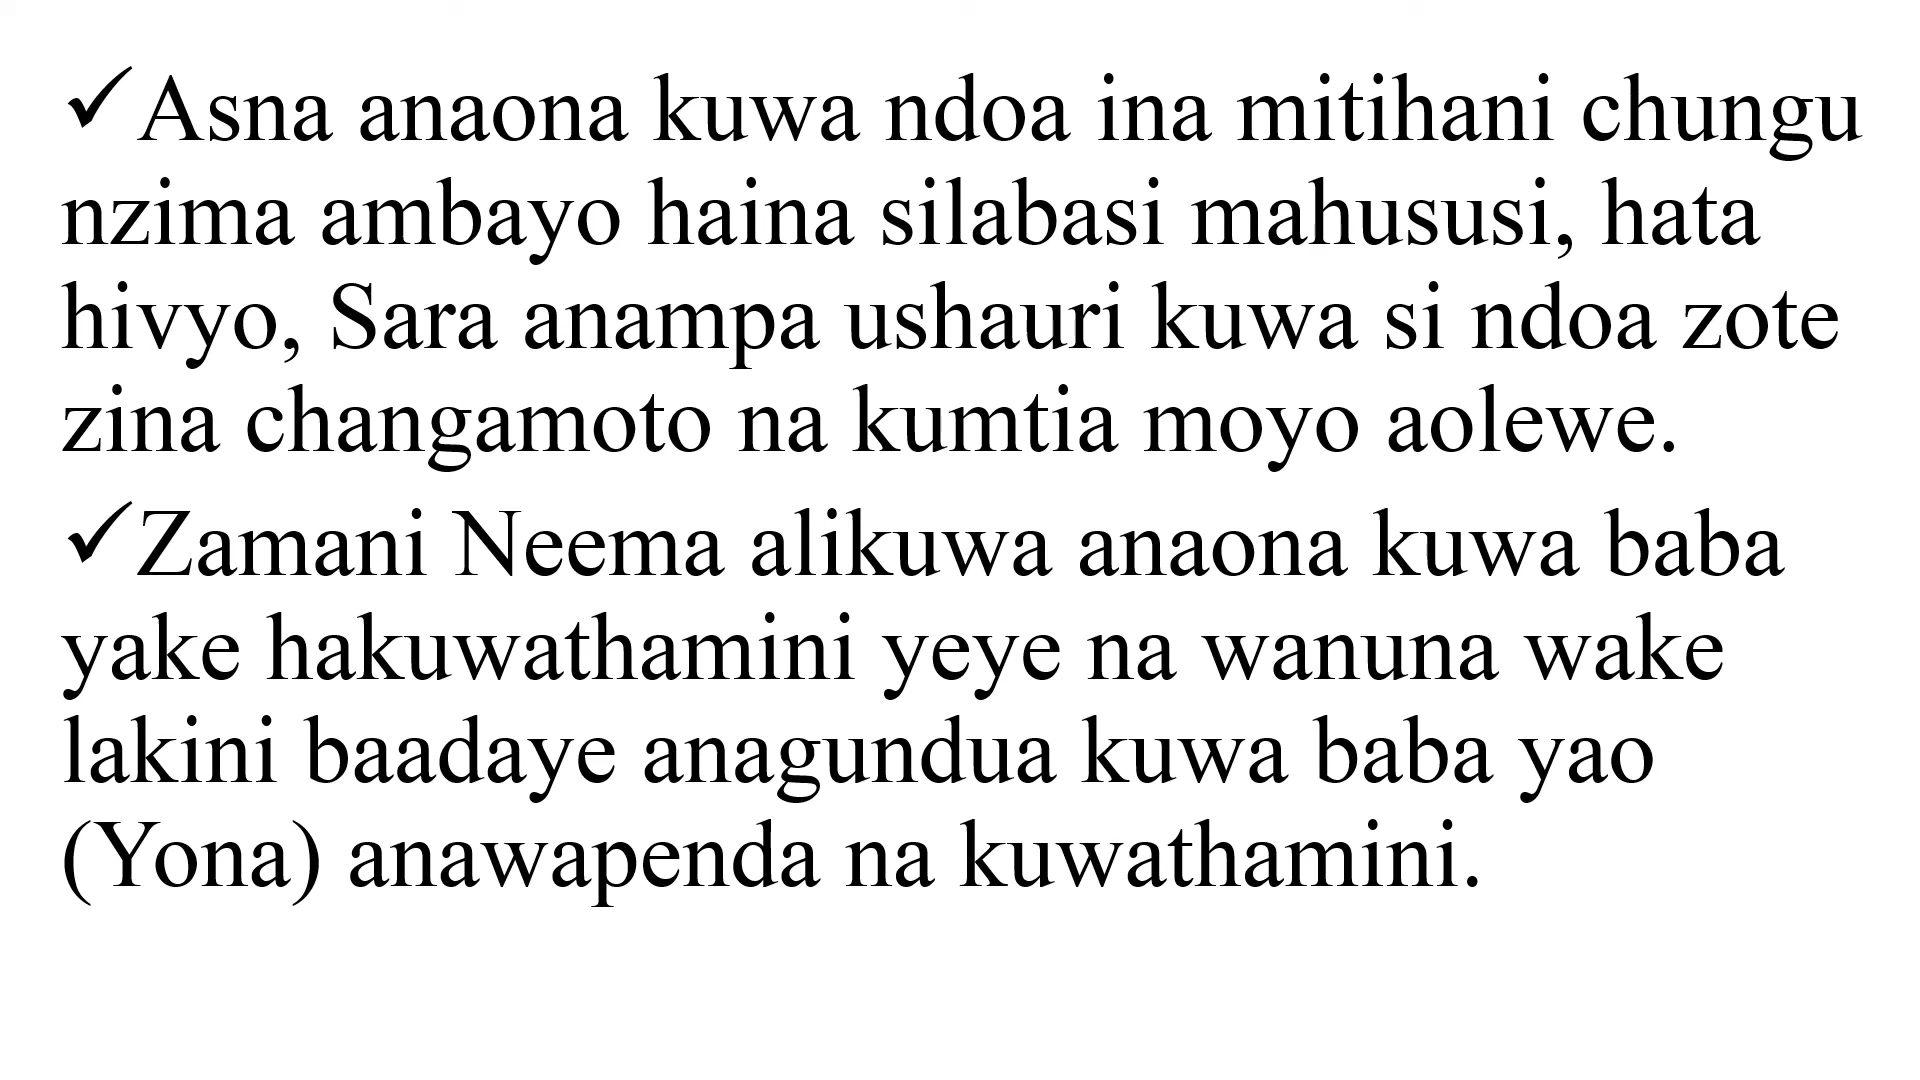 ✓Asna anaona kuwa ndoa ina mitihani chungu
nzima ambayo haina silabasi mahususi, hata
hivyo, Sara anampa ushauri kuwa si ndoa zote
zina changamoto na kumtia moyo aolewe.
✓Zamani Neema alikuwa anaona kuwa baba
yake hakuwathamini yeye na wanuna wake
lakini baadaye anagundua kuwa baba yao
(Yona) anawapenda na kuwathamini.